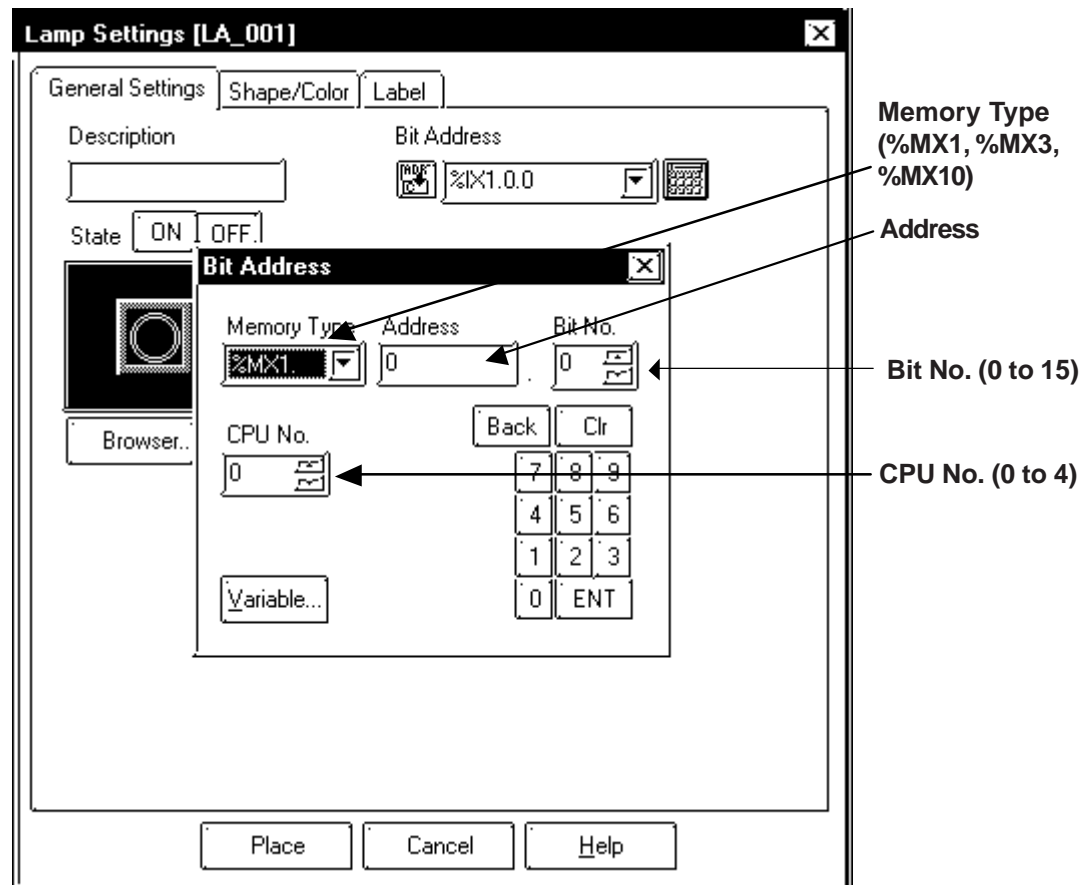 Lamp Settings [LA_001]
General Settings Shape/Color Label
Description Bit Address
%IX1.0.0
State ON OFF
Bit Address
Memory Type Address Bit No.
%MX1. 0 . 0
Back Clr
CPU No.
0
7 8 9
4 5 6
1 2 3
Variable... 0 ENT
Browser..
Place Cancel Help
Memory Type
(%MX1, %MX3,
%MX10)
Address
Bit No. (0 to 15)
CPU No. (0 to 4)